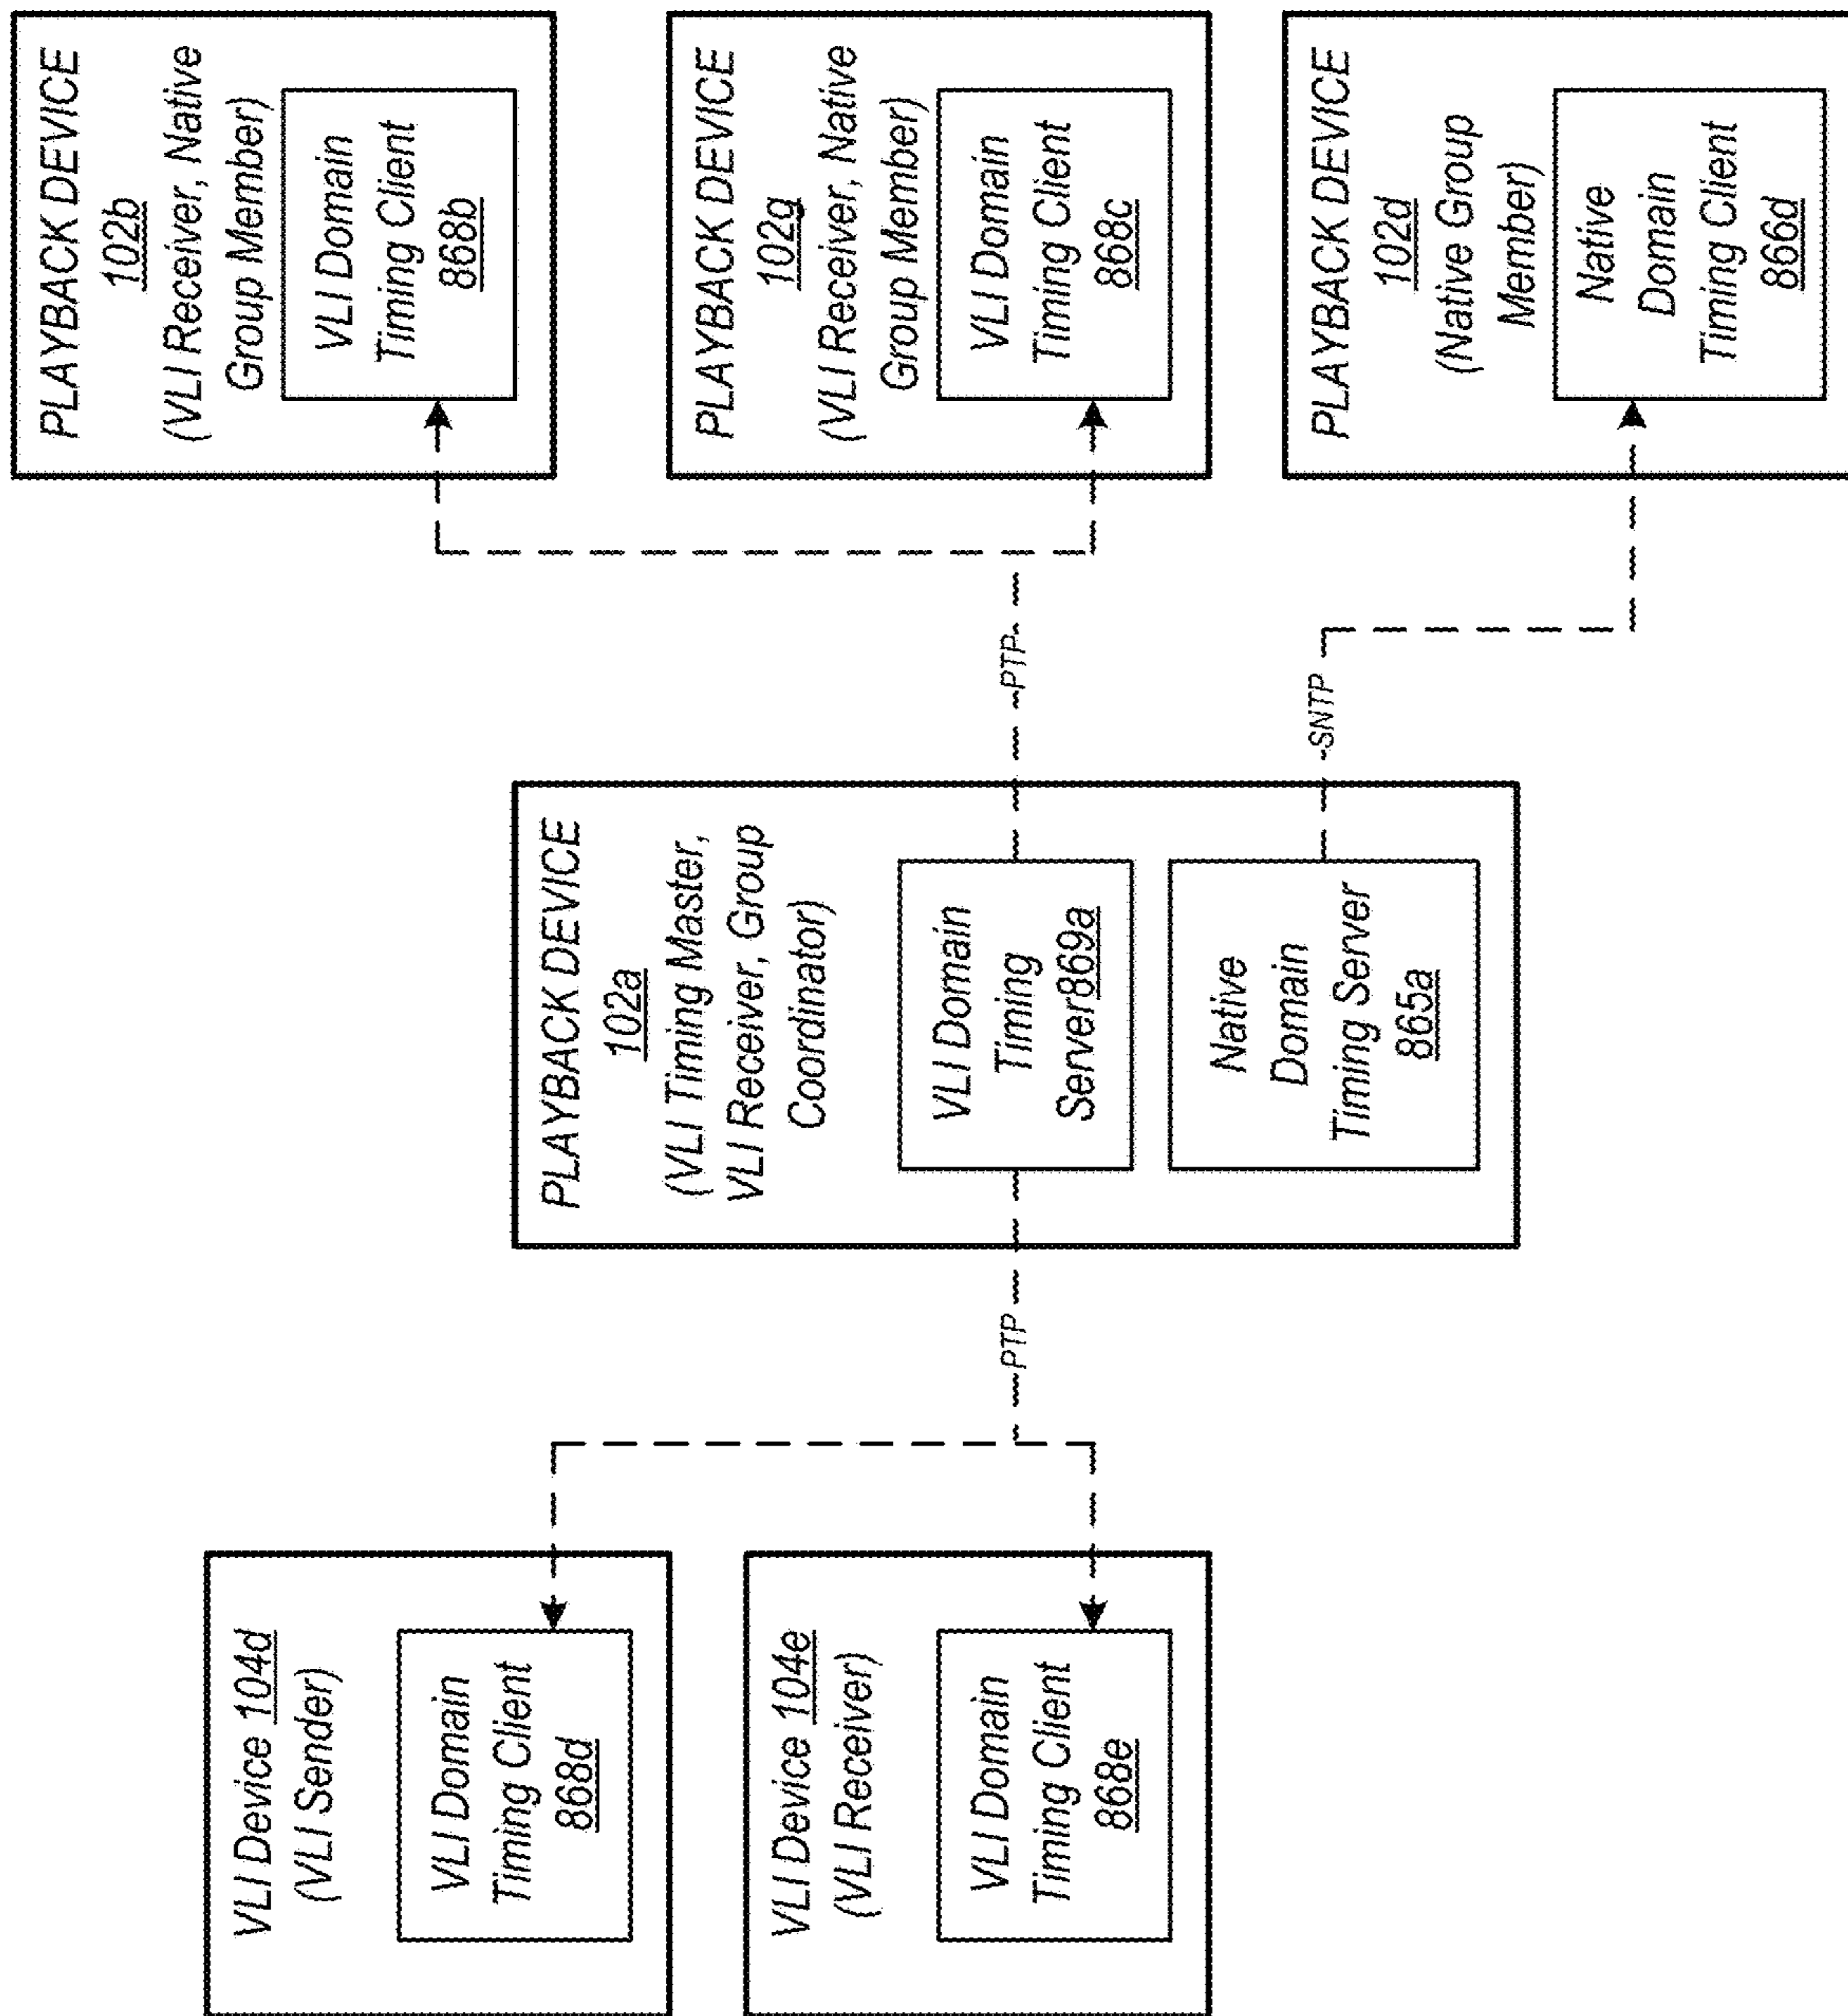 VLI Device 104d
(VLI Sender)
VLI Domain
Timing Client
868d
VLI Device 104e
(VLI Receiver)
VLI Domain
Timing Client
868e
PTP
PLAYBACK DEVICE
102a
(VLI Timing Master,
VLI Receiver, Group
Coordinator)
VLI Domain
Timing
Server869a
Native
Domain
Timing Server
865a
PTP
SNTP
PLAYBACK DEVICE
102b
(VLI Receiver, Native
Group Member)
VLI Domain
Timing Client
868b
PLAYBACK DEVICE
102g
(VLI Receiver, Native
Group Member)
VLI Domain
Timing Client
868c
PLAYBACK DEVICE
102d
(Native Group
Member)
Native
Domain
Timing Client
866d